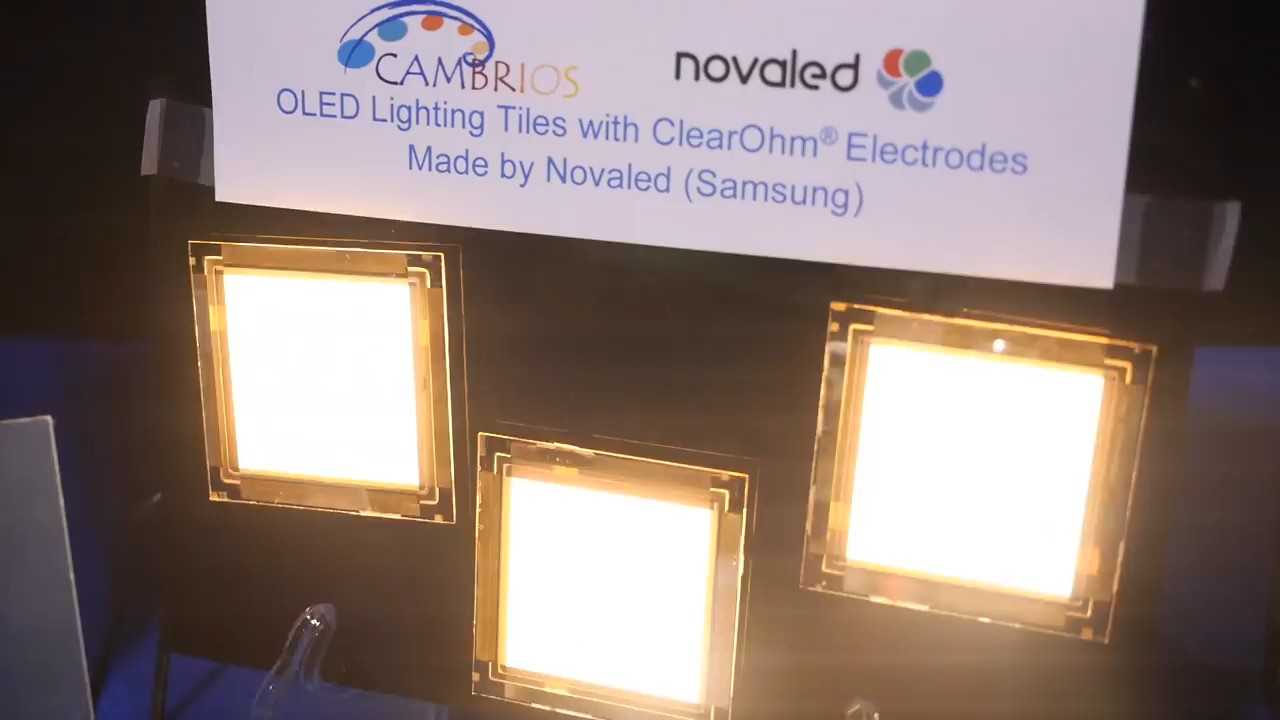 CAMBRIOS
novaled
OLED Lighting Tiles with ClearOhm® Electrodes
Made by Novaled (Samsung)